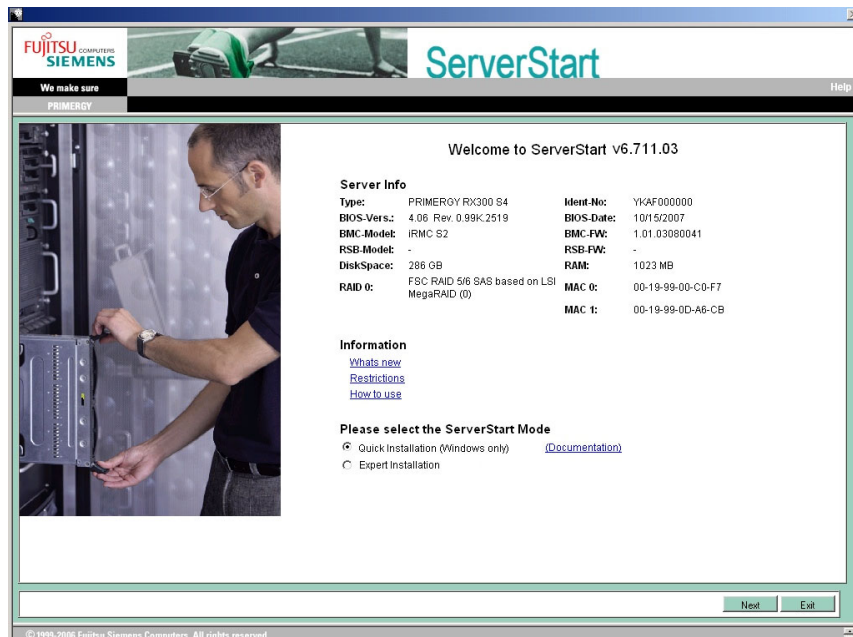 FUJITSU COMPUTERS
SIEMENS
ServerStart
We make sure
Help
PRIMERGY
Welcome to ServerStart v6.711.03
Server Info
Type: PRIMERGY RX300 S4 Ident-No: YKAF000000
BIOS-Vers.: 4.06 Rev. 0.99K.2519 BIOS-Date: 10/15/2007
BMC-Model: iRMC S2 BMC-FW: 1.01.03080041
RSB-Model: - RSB-FW: -
DiskSpace: 286 GB RAM: 1023 MB
RAID 0: FSC RAID 5/6 SAS based on LSI MegaRAID (0) MAC 0: 00-19-99-00-C0-F7
MAC 1: 00-19-99-0D-A6-CB
Information
Whats new
Restrictions
How to use
Please select the ServerStart Mode
Quick Installation (Windows only) (Documentation)
Expert Installation
Next Exit
© 1999-2006 Fujitsu Siemens Computers. All rights reserved